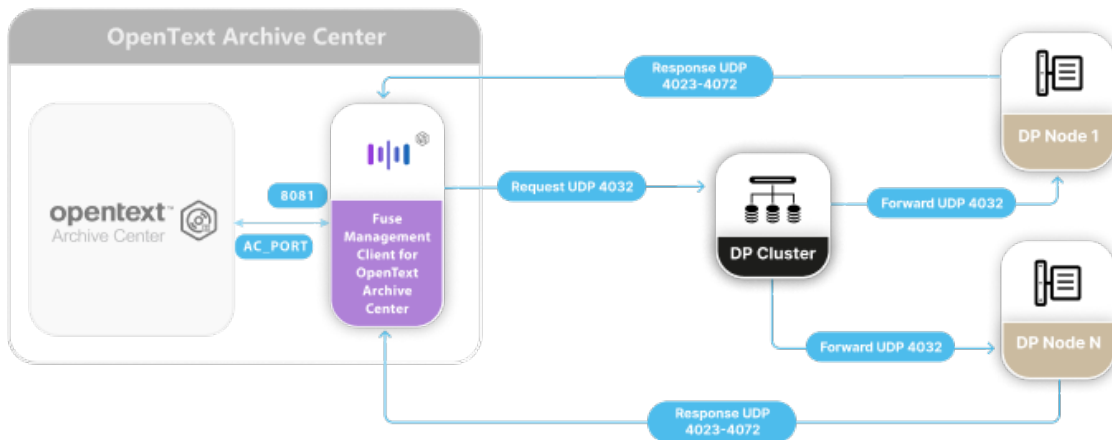 OpenText Archive Center
Response UDP
4023-4072
DP Node 1
8081
Request UDP 4032
Forward UDP 4032
opentext™
Archive Center
AC_PORT
Fuse
Management
Client for
OpenText
Archive
Center
DP Cluster
Forward UDP 4032
DP Node N
Response UDP
4023-4072